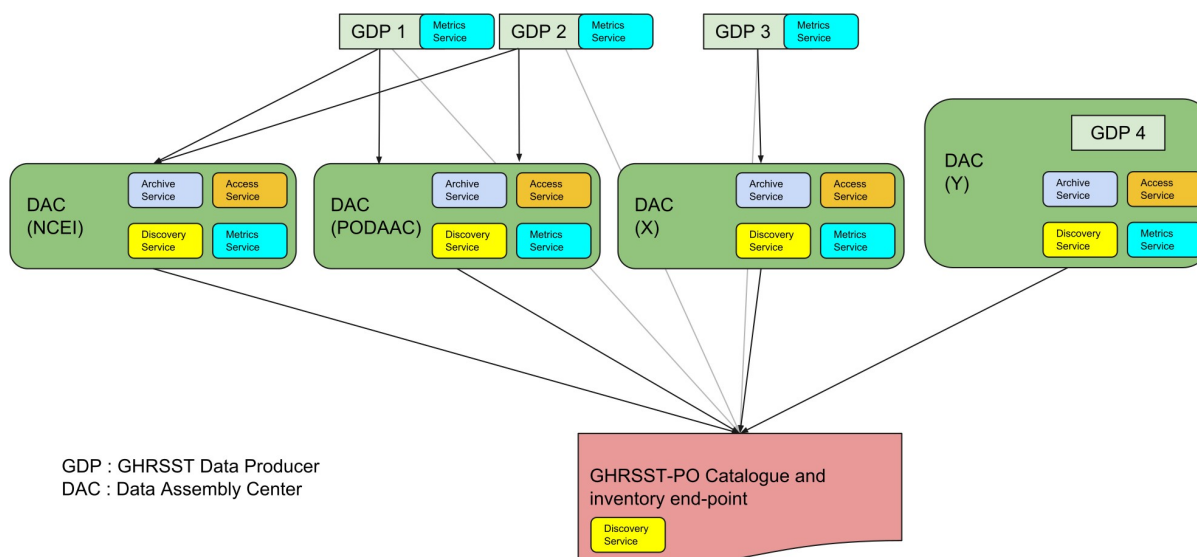 GDP 1
Metrics
Service
GDP 2
Metrics
Service
GDP 3
Metrics
Service
GDP 4
DAC
(NCEI)
Archive
Service
Access
Service
Discovery
Service
Metrics
Service
DAC
(PODAAC)
Archive
Service
Access
Service
Discovery
Service
Metrics
Service
DAC
(X)
Archive
Service
Access
Service
Discovery
Service
Metrics
Service
DAC
(Y)
Archive
Service
Access
Service
Discovery
Service
Metrics
Service
GDP : GHRSST Data Producer
DAC : Data Assembly Center
GHRSST-PO Catalogue and
inventory end-point
Discovery
Service